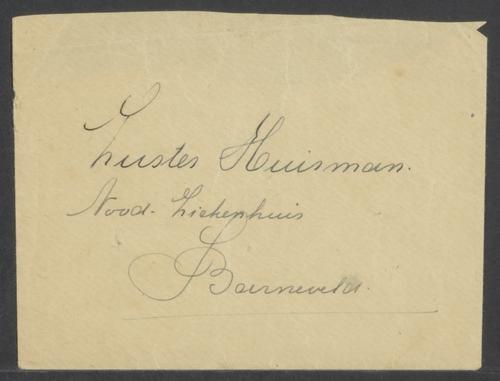 Zuster Huisman.
Nood-Ziekenhuis
Barneveld.